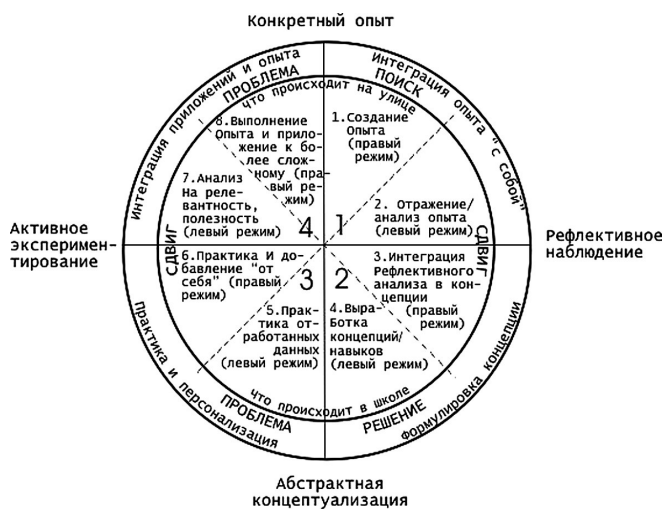 Конкретный опыт
Интеграция приложений и опыта
ПРОБЛЕМА
Интеграция опыта "с собой"
ПОИСК
Что происходит на улице
8.Выполнение
Опыта и прило-
жение к бо-
лее слож-
ному (пра-
вый ре-
жим)
1.Создание
Опыта
(правый
режим)
7.Анализ
На реле-
вантность,
полезность
(левый режим)
2. Отражение/
анализ опыта
(левый режим)
4
1
Активное
эксперимен-
тирование
СДВИГ
СДВИГ
Рефлективное
наблюдение
6.Практика и до-
бавление "от
себя" (правый
режим)
3
2
3.Интеграция
Рефлективного
анализа в кон-
цепции
(правый
режим)
5.Прак-
тика от-
работанных
данных
(левый режим)
4.Выра-
Ботка
концепций/
навыков
(левый режим)
Что происходит в школе
ПРОБЛЕМА
РЕШЕНИЕ
Практика и персонализация
Формулировка концепции
Абстрактная
концептуализация